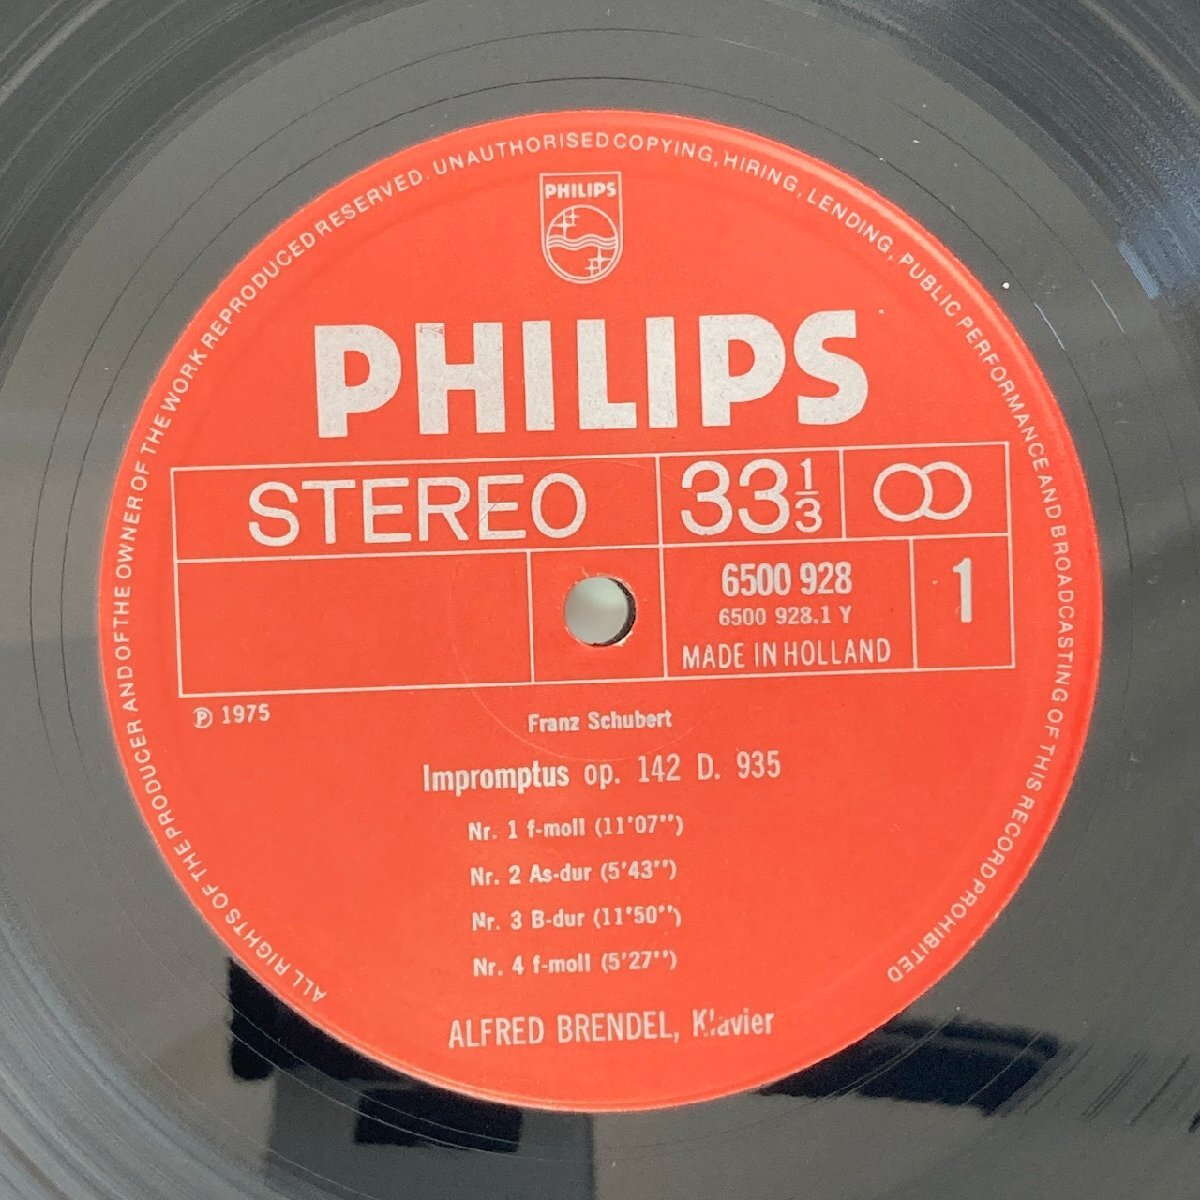 ALL RIGHTS OF THE PRODUCER AND OF THE OWNER OF THE WORK REPRODUCED RESERVED. UNAUTHORISED COPYING, HIRING, LENDING, PUBLIC PERFORMANCE AND BROADCASTING OF THIS RECORD PROHIBITED
PHILIPS
PHILIPS
STEREO 33 1/3
6500 928 1
6500 928.1 Y
MADE IN HOLLAND
℗ 1975
Franz Schubert
Impromptus op. 142 D. 935
Nr. 1 f-moll (11'07'')
Nr. 2 As-dur (5'43'')
Nr. 3 B-dur (11'50'')
Nr. 4 f-moll (5'27'')
ALFRED BRENDEL, Klavier